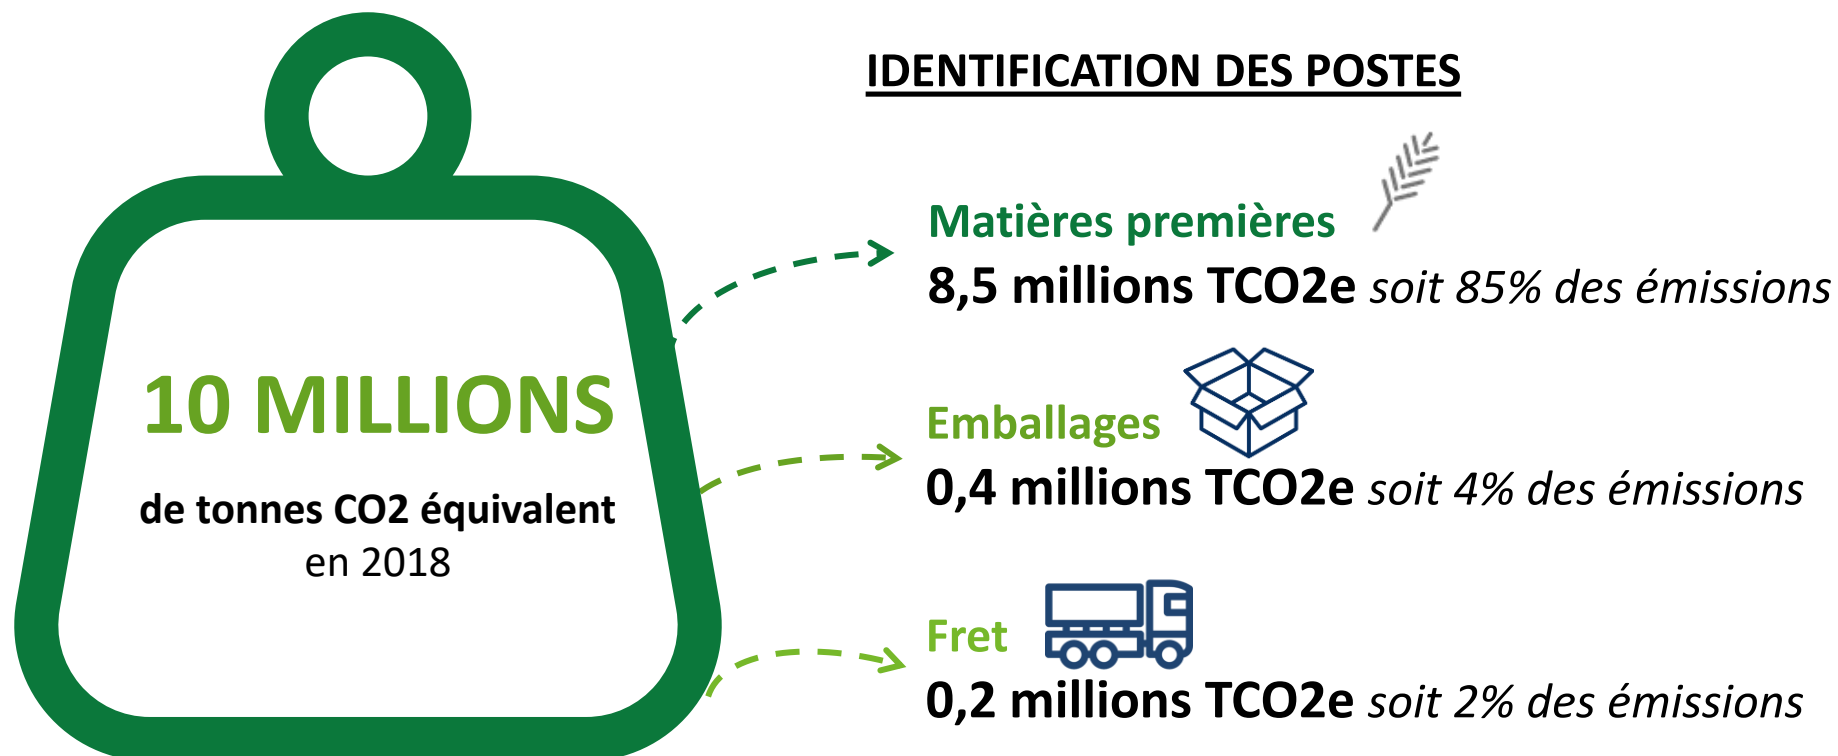 IDENTIFICATION DES POSTES
10 MILLIONS
de tonnes CO2 équivalent
en 2018
Matières premières
8,5 millions TCO2e soit 85% des émissions
Emballages
0,4 millions TCO2e soit 4% des émissions
Fret
0,2 millions TCO2e soit 2% des émissions